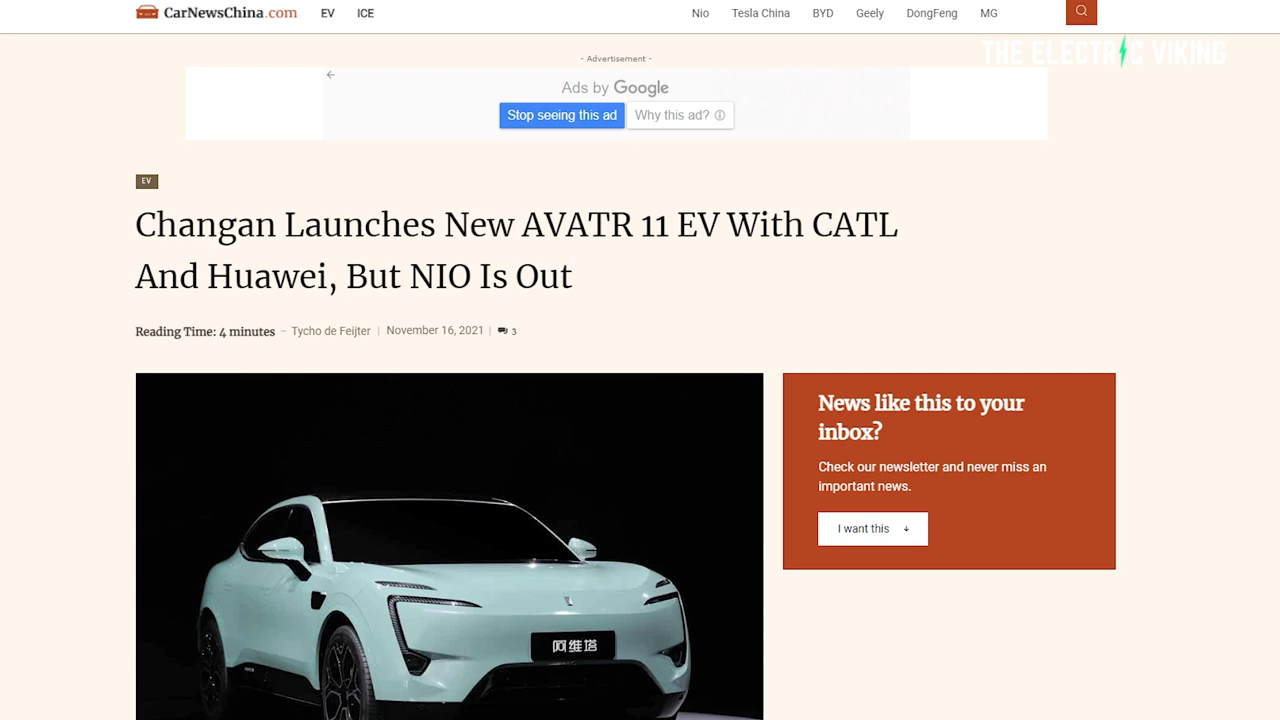 CarNewsChina.com EV ICE Nio Tesla China BYD Geely DongFeng MG
THE ELECTRIC VIKING
- Advertisement -
Ads by Google
Stop seeing this ad Why this ad?
EV
Changan Launches New AVATR 11 EV With CATL
And Huawei, But NIO Is Out
Reading Time: 4 minutes - Tycho de Feijter | November 16, 2021 | 3
News like this to your
inbox?
Check our newsletter and never miss an
important news.
I want this ↓
阿维塔